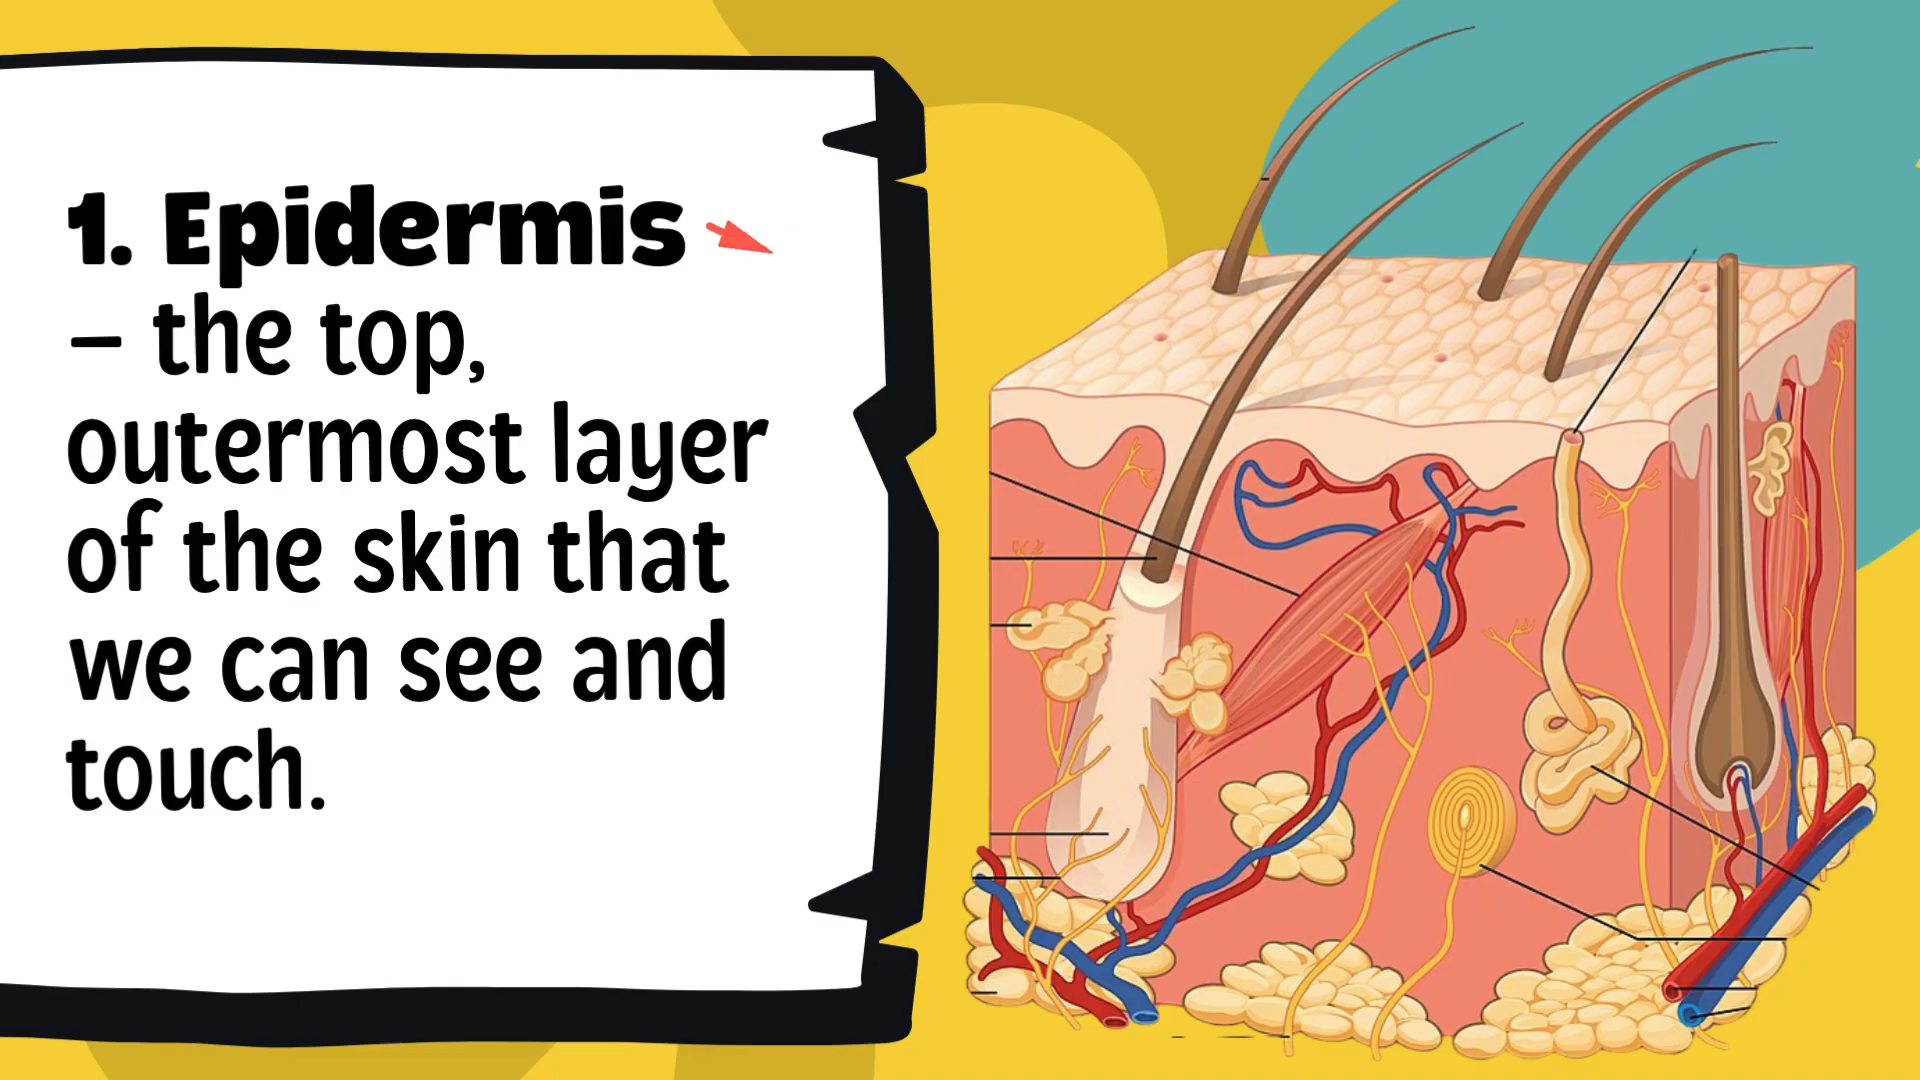 1. Epidermis
– the top,
outermost layer
of the skin that
we can see and
touch.